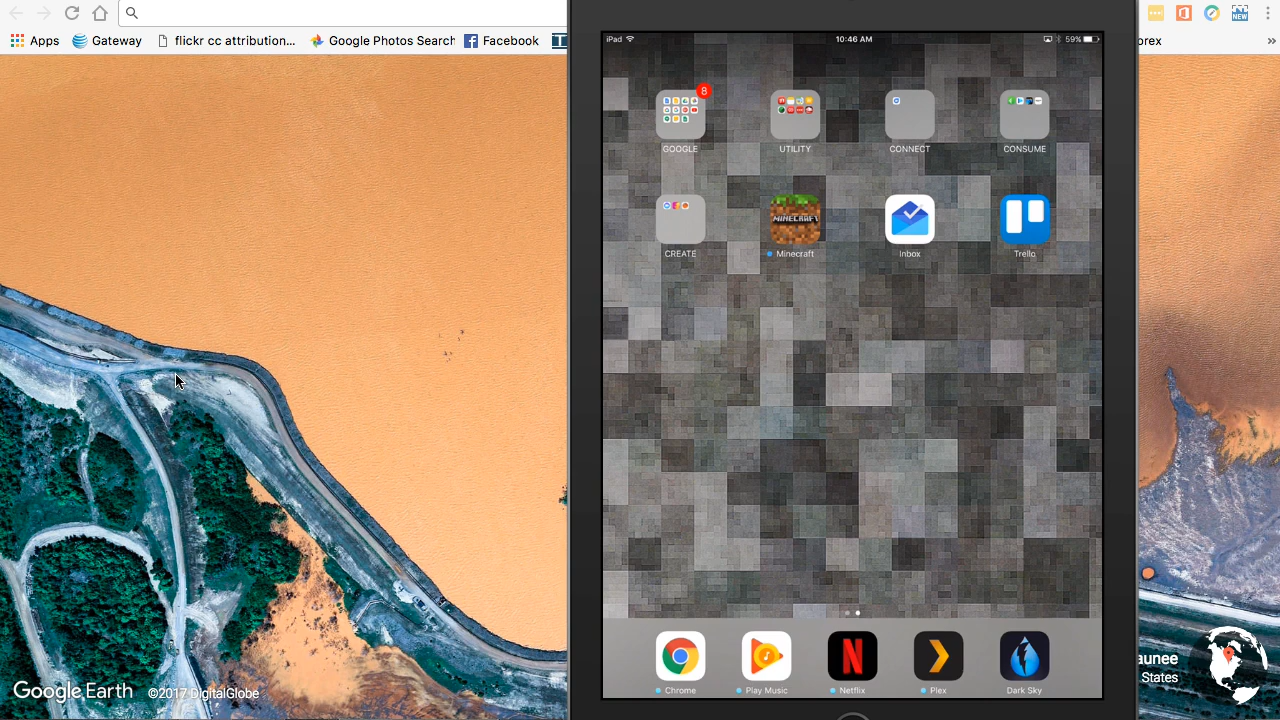 Apps Gateway flickr cc attribution... Google Photos Search Facebook orex »
NEW
iPad 10:46 AM 59%
8
GOOGLE UTILITY CONNECT CONSUME
MINECRAFT
CREATE Minecraft Inbox Trello
Chrome Play Music Netflix Plex Dark Sky
Google Earth ©2017 DigitalGlobe
aunee
States